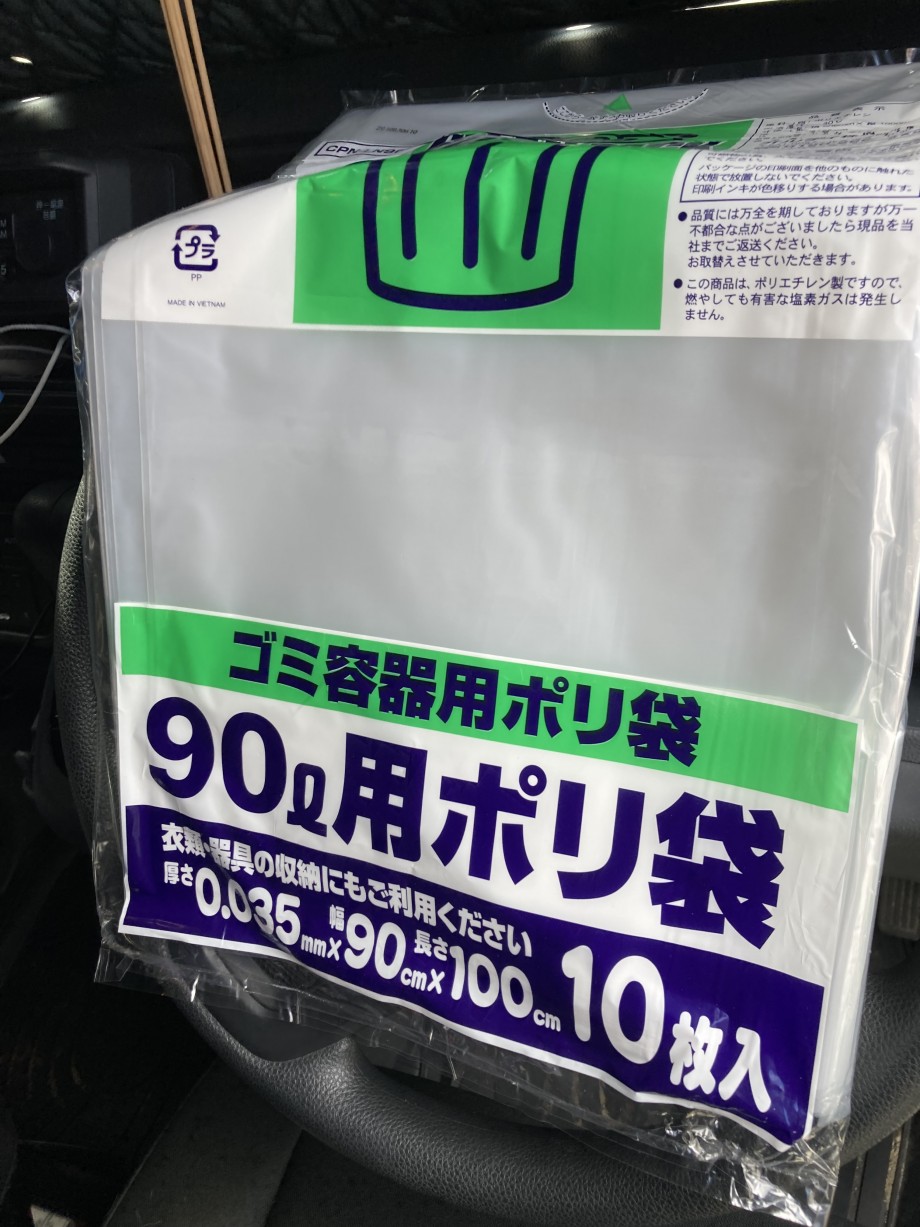 プラ
PP
MADE IN VIETNAM
パッケージの印刷面を他のものに触れた
状態で放置しないでください。
印刷インキが色移りする場合があります。
●品質には万全を期しておりますが万一
不都合な点がございましたら現品を当
社までご返送ください。
お取替えさせていただきます。
●この商品は、ポリエチレン製ですので、
燃やしても有害な塩素ガスは発生し
ません。
ゴミ容器用ポリ袋
90ℓ用ポリ袋
衣類・器具の収納にもご利用ください
厚さ0.035mm×幅90cm×長さ100cm 10枚入